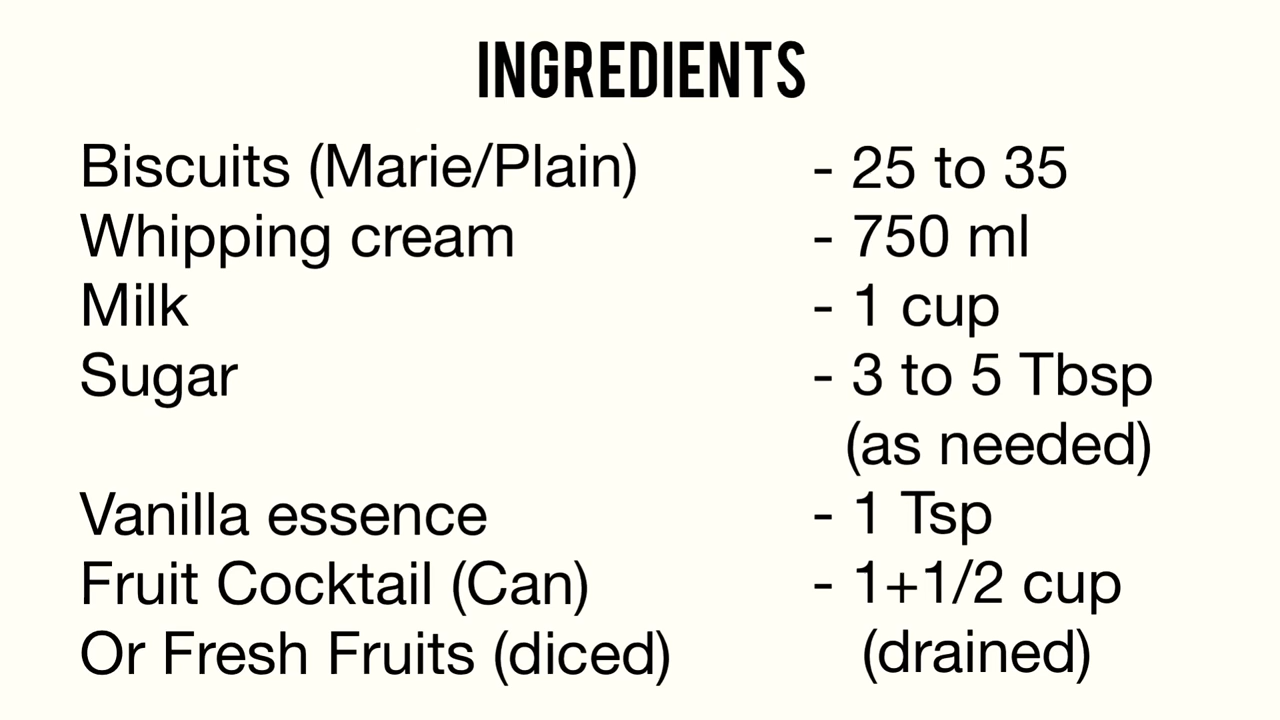 INGREDIENTS
Biscuits (Marie/Plain) - 25 to 35
Whipping cream - 750 ml
Milk - 1 cup
Sugar - 3 to 5 Tbsp
(as needed)
Vanilla essence - 1 Tsp
Fruit Cocktail (Can) - 1+1/2 cup
Or Fresh Fruits (diced) (drained)